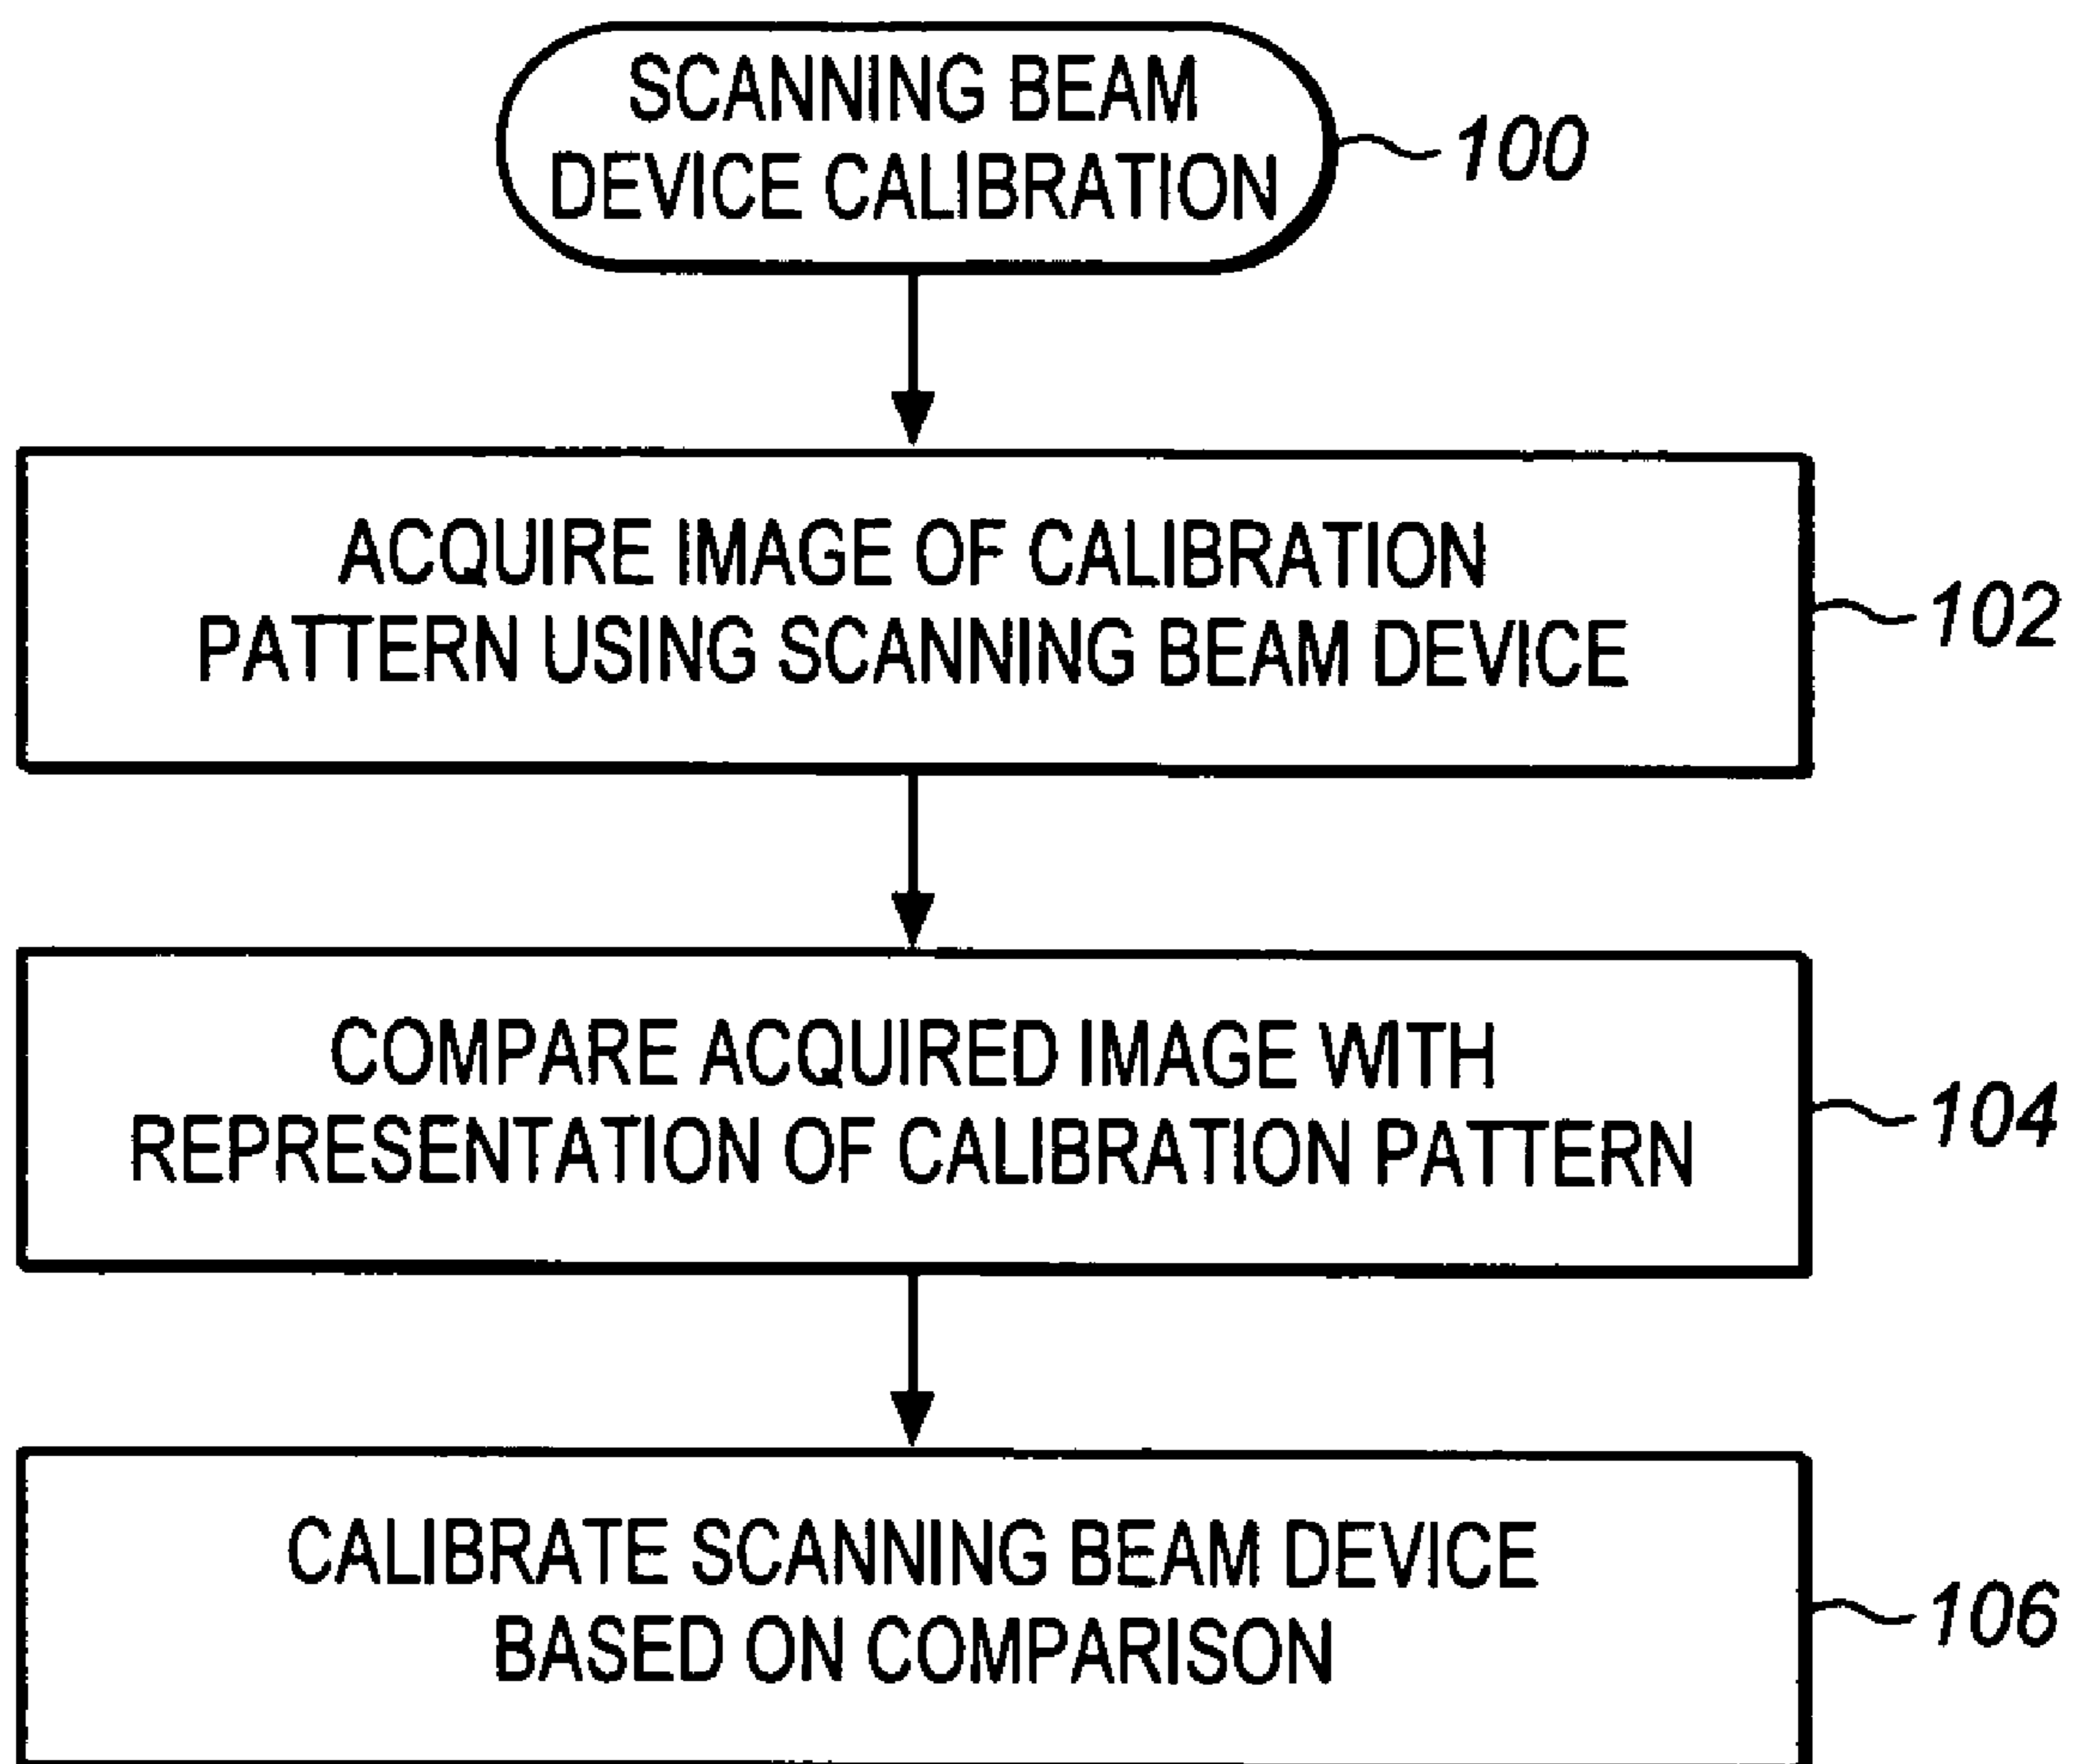 SCANNING BEAM
DEVICE CALIBRATION
100
ACQUIRE IMAGE OF CALIBRATION
PATTERN USING SCANNING BEAM DEVICE
102
COMPARE ACQUIRED IMAGE WITH
REPRESENTATION OF CALIBRATION PATTERN
104
CALIBRATE SCANNING BEAM DEVICE
BASED ON COMPARISON
106